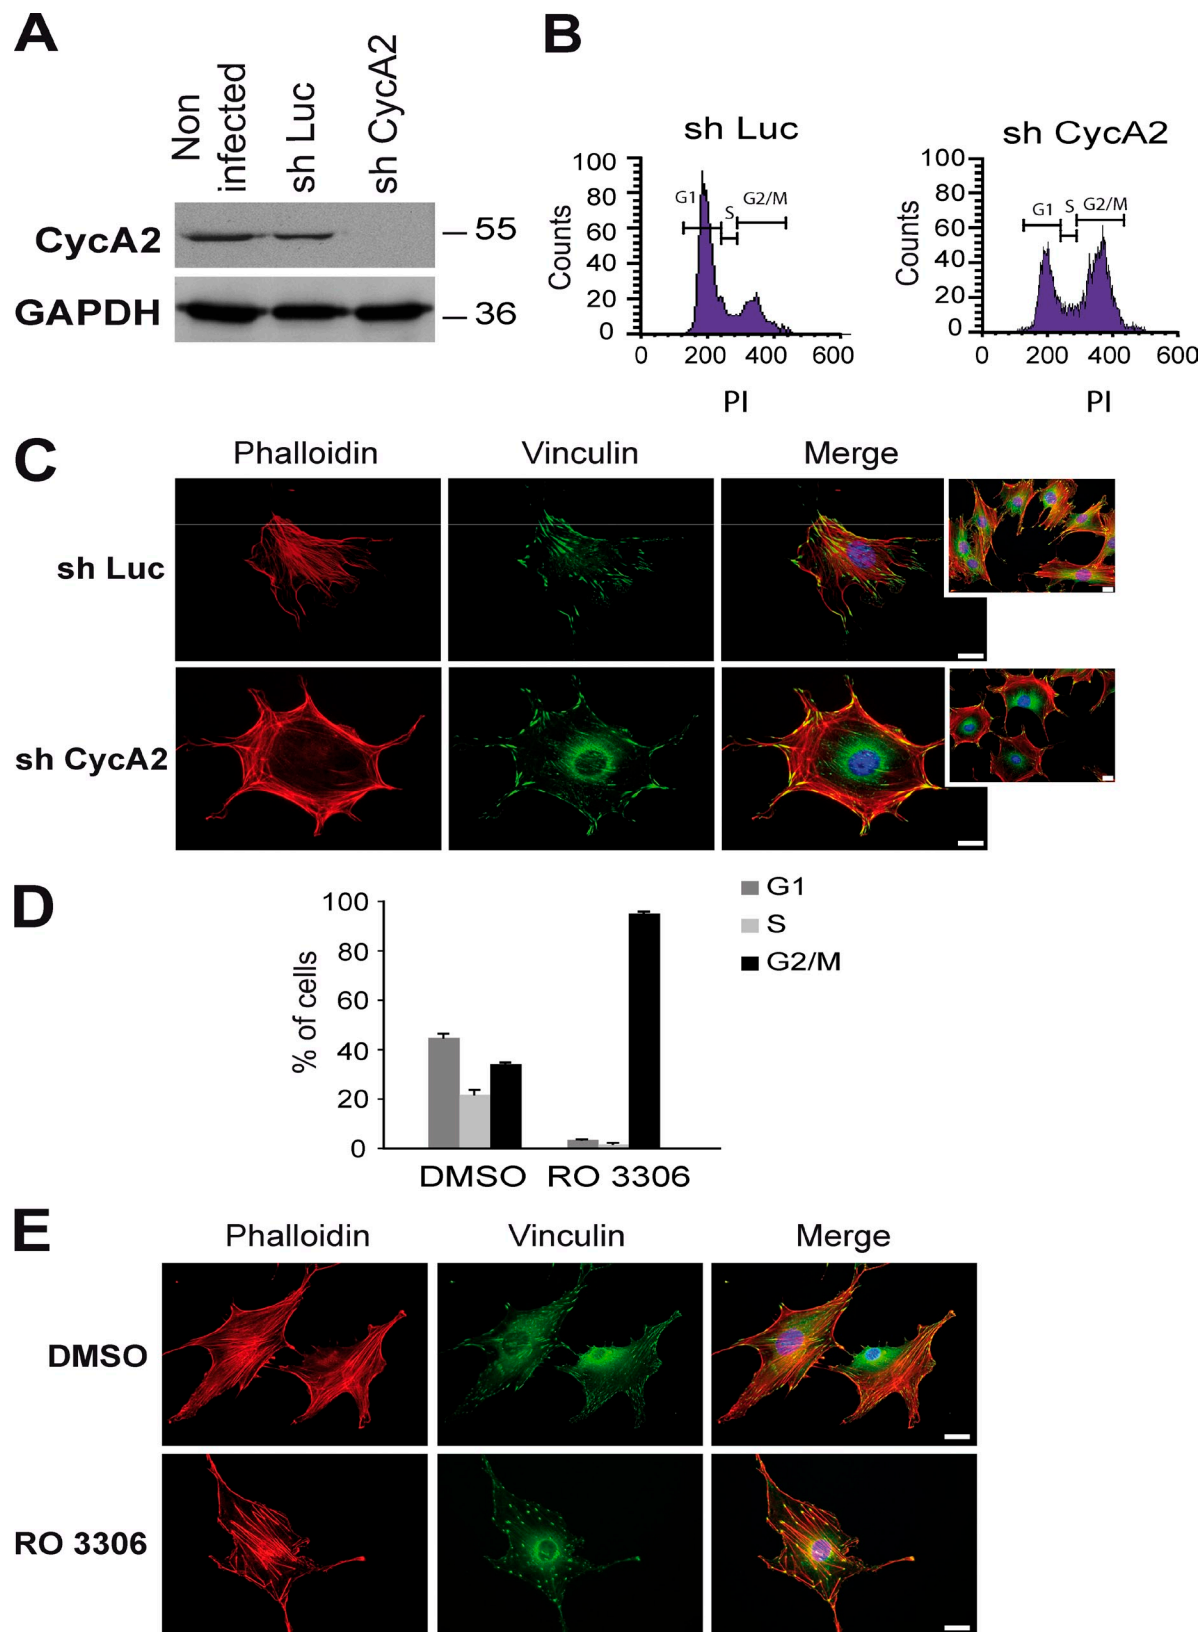 A
Non
infected
sh Luc
sh CycA2
CycA2
55
GAPDH
36
B
sh Luc
sh CycA2
Counts
100
80
60
40
20
0
G1
S
G2/M
0
200
400
600
PI
Counts
100
80
60
40
20
0
G1
S
G2/M
0
200
400
600
PI
C
Phalloidin
Vinculin
Merge
sh Luc
sh CycA2
D
% of cells
100
80
60
40
20
0
DMSO
RO 3306
G1
S
G2/M
E
Phalloidin
Vinculin
Merge
DMSO
RO 3306